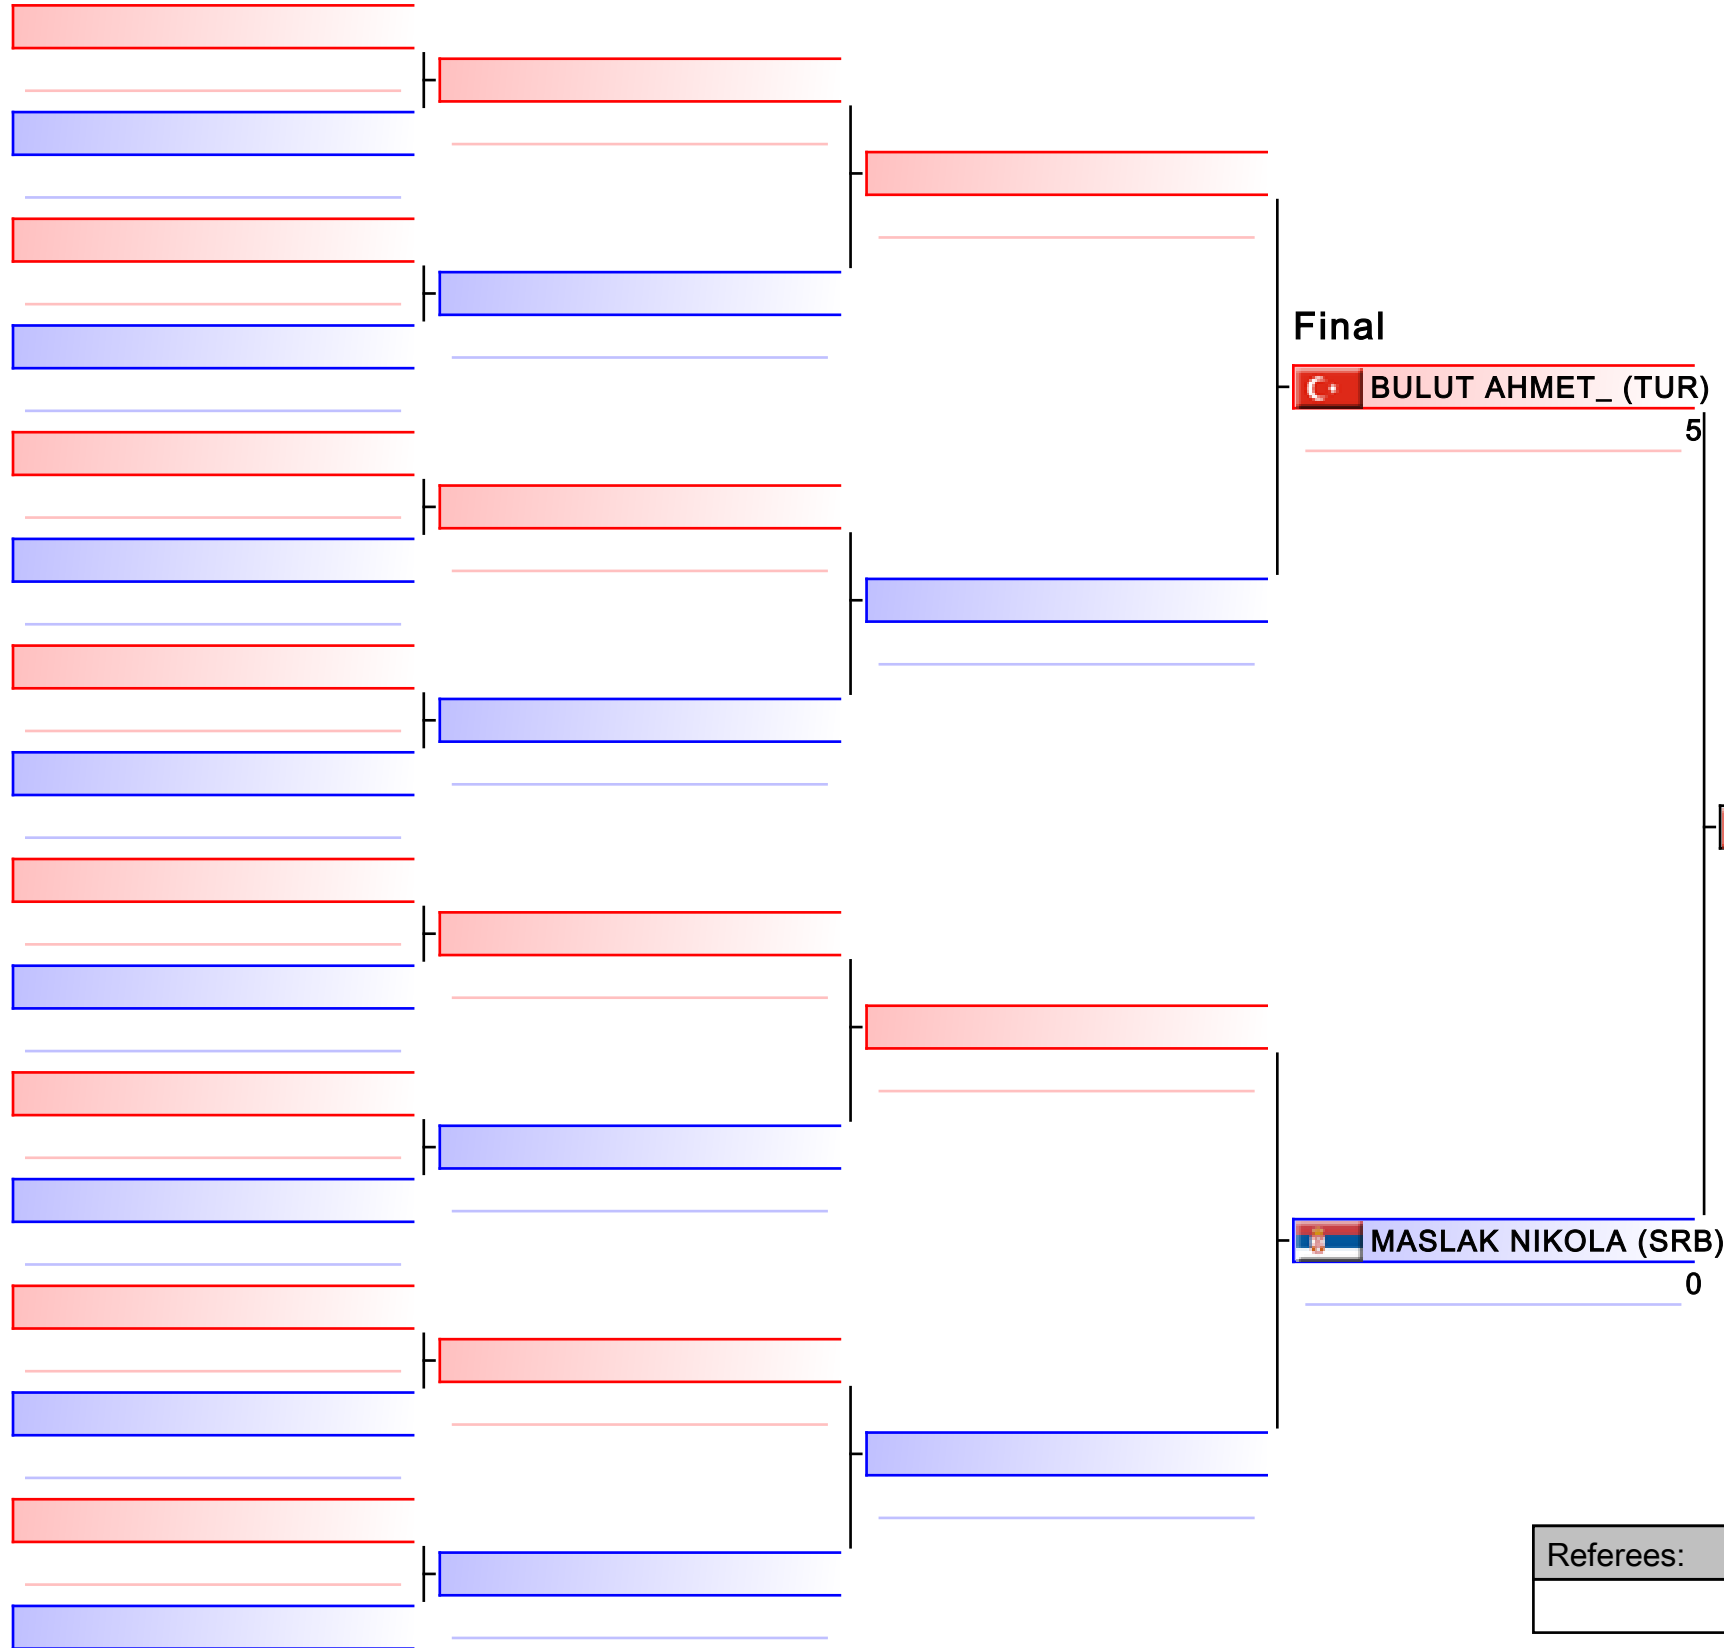 Final
BULUT AHMET_ (TUR)
5
MASLAK NIKOLA (SRB)
0
Referees: